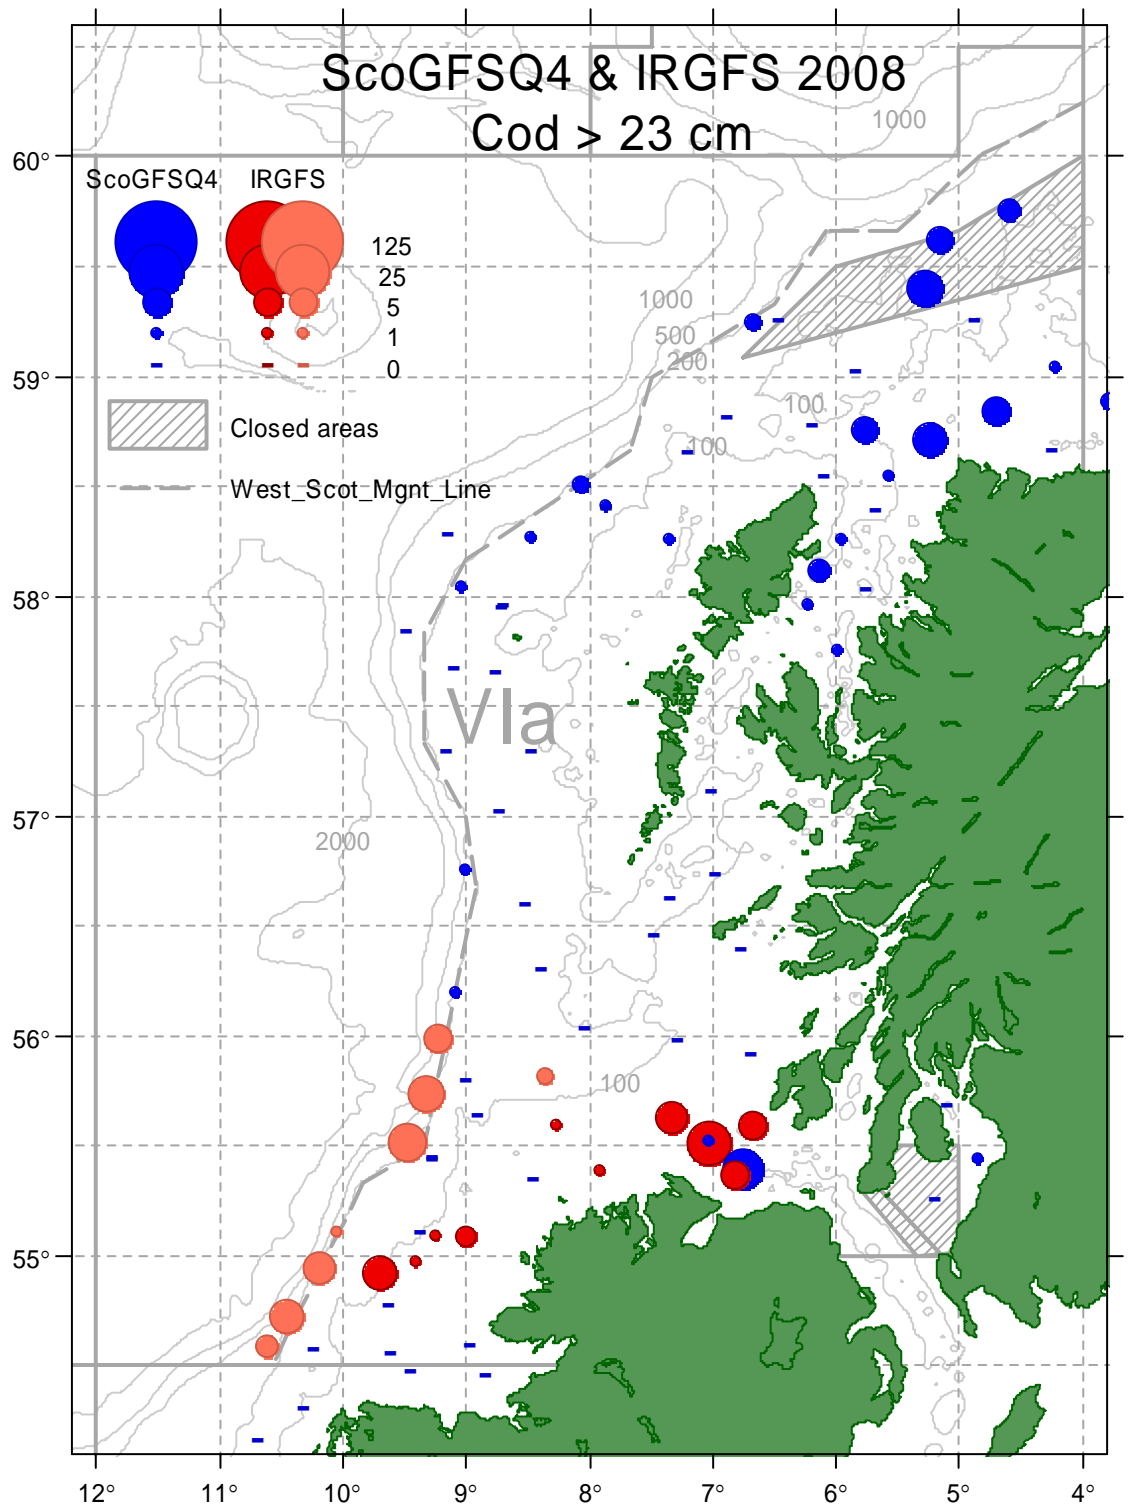 ScoGFSQ4 & IRGFS 2008
Cod > 23 cm
1000
60°
ScoGFSQ4 IRGFS
125
25
5
1
0
1000
500
200
59°
100
Closed areas
100
West_Scot_Mgnt_Line
58°
VIa
57°
2000
56°
100
55°
12° 11° 10° 9° 8° 7° 6° 5° 4°